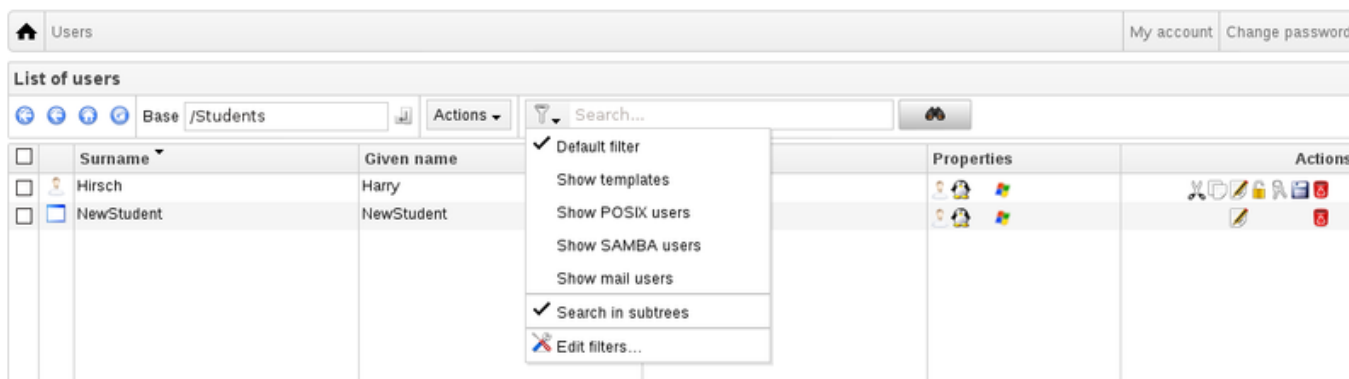 Users My account Change password
List of users
Base /Students Actions Search...
Surname Given name Properties Actions
Default filter
Show templates
Hirsch Harry
Show POSIX users
NewStudent NewStudent
Show SAMBA users
Show mail users
Search in subtrees
Edit filters...